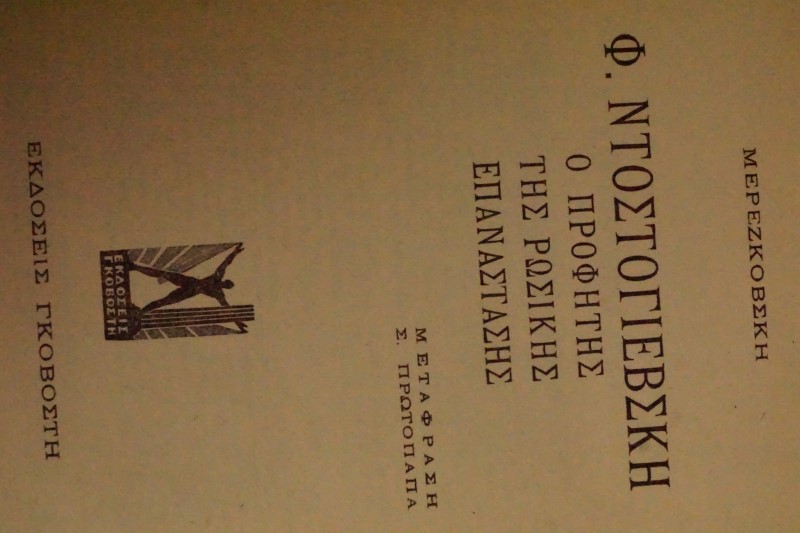 ΜΕΡΕΖΚΟΒΣΚΗ
Φ. ΝΤΟΣΤΟΓΙΕΒΣΚΗ
Ο ΠΡΟΦΗΤΗΣ
ΤΗΣ ΡΩΣΙΚΗΣ
ΕΠΑΝΑΣΤΑΣΗΣ
ΜΕΤΑΦΡΑΣΗ
Σ. ΠΡΩΤΟΠΑΠΑ
ΕΚΔΟΣΕΙΣ
ΓΚΟΒΟΣΤΗ
ΕΚΔΟΣΕΙΣ ΓΚΟΒΟΣΤΗ